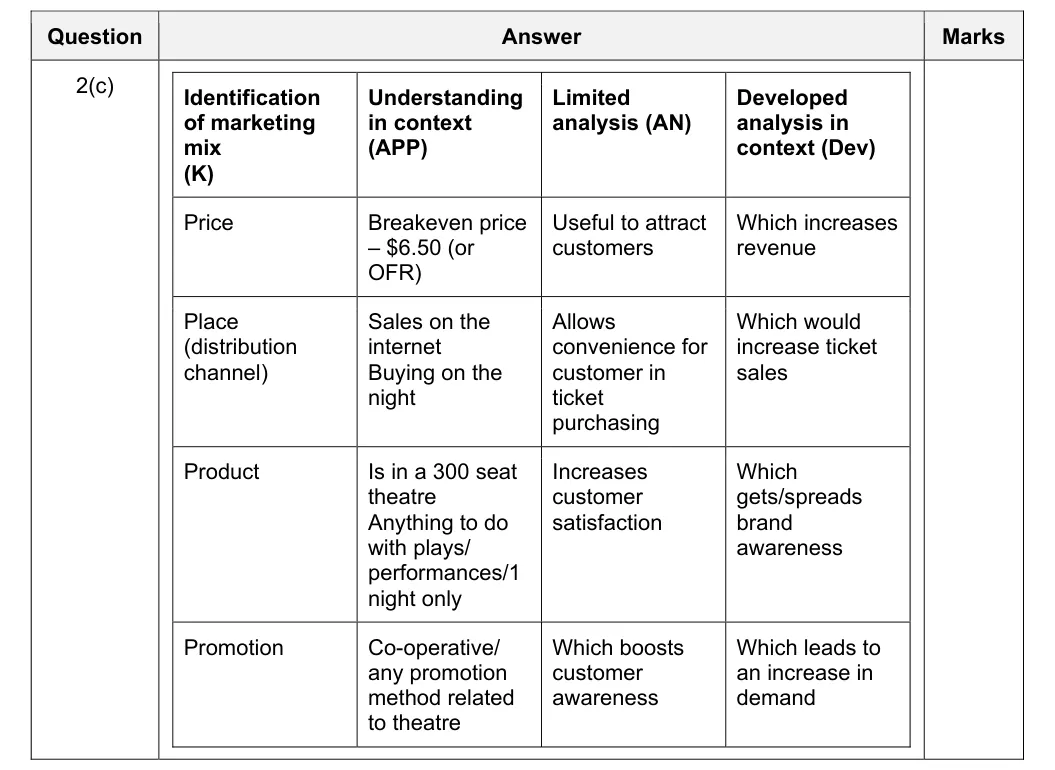 Question Answer Marks
2(c)
Identification
of marketing
mix
(K)
Understanding
in context
(APP)
Limited
analysis (AN)
Developed
analysis in
context (Dev)
Price
Breakeven price
– $6.50 (or
OFR)
Useful to attract
customers
Which increases
revenue
Place
(distribution
channel)
Sales on the
internet
Buying on the
night
Allows
convenience for
customer in
ticket
purchasing
Which would
increase ticket
sales
Product
Is in a 300 seat
theatre
Anything to do
with plays/
performances/1
night only
Increases
customer
satisfaction
Which
gets/spreads
brand
awareness
Promotion
Co-operative/
any promotion
method related
to theatre
Which boosts
customer
awareness
Which leads to
an increase in
demand